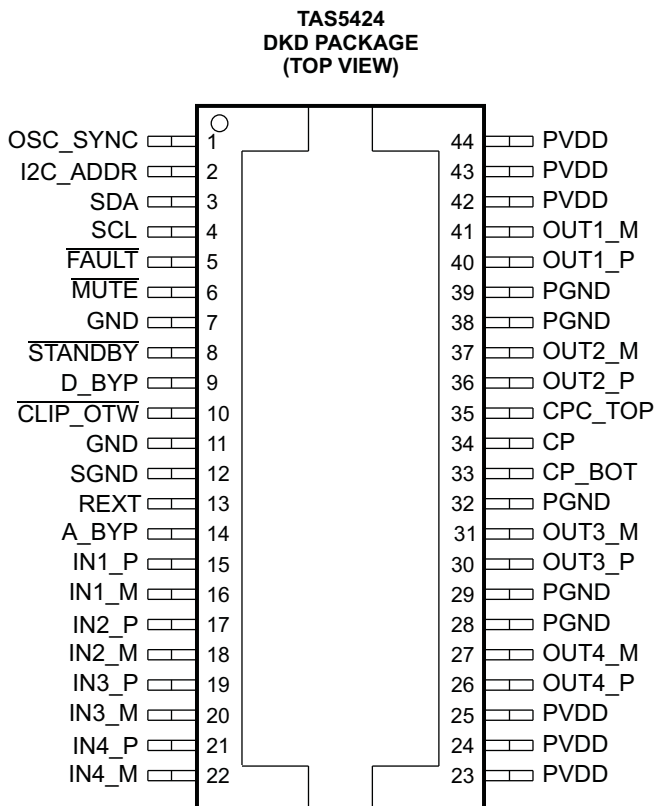 TAS5424
DKD PACKAGE
(TOP VIEW)
OSC_SYNC 1 44 PVDD
I2C_ADDR 2 43 PVDD
SDA 3 42 PVDD
SCL 4 41 OUT1_M
FAULT 5 40 OUT1_P
MUTE 6 39 PGND
GND 7 38 PGND
STANDBY 8 37 OUT2_M
D_BYP 9 36 OUT2_P
CLIP_OTW 10 35 CPC_TOP
GND 11 34 CP
SGND 12 33 CP_BOT
REXT 13 32 PGND
A_BYP 14 31 OUT3_M
IN1_P 15 30 OUT3_P
IN1_M 16 29 PGND
IN2_P 17 28 PGND
IN2_M 18 27 OUT4_M
IN3_P 19 26 OUT4_P
IN3_M 20 25 PVDD
IN4_P 21 24 PVDD
IN4_M 22 23 PVDD